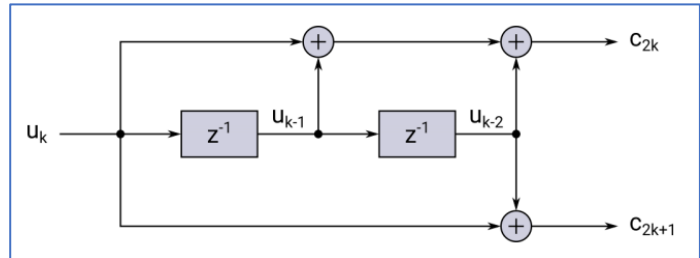 +
+
c₂ₖ
uₖ
z⁻¹
uₖ₋₁
z⁻¹
uₖ₋₂
+
c₂ₖ₊₁